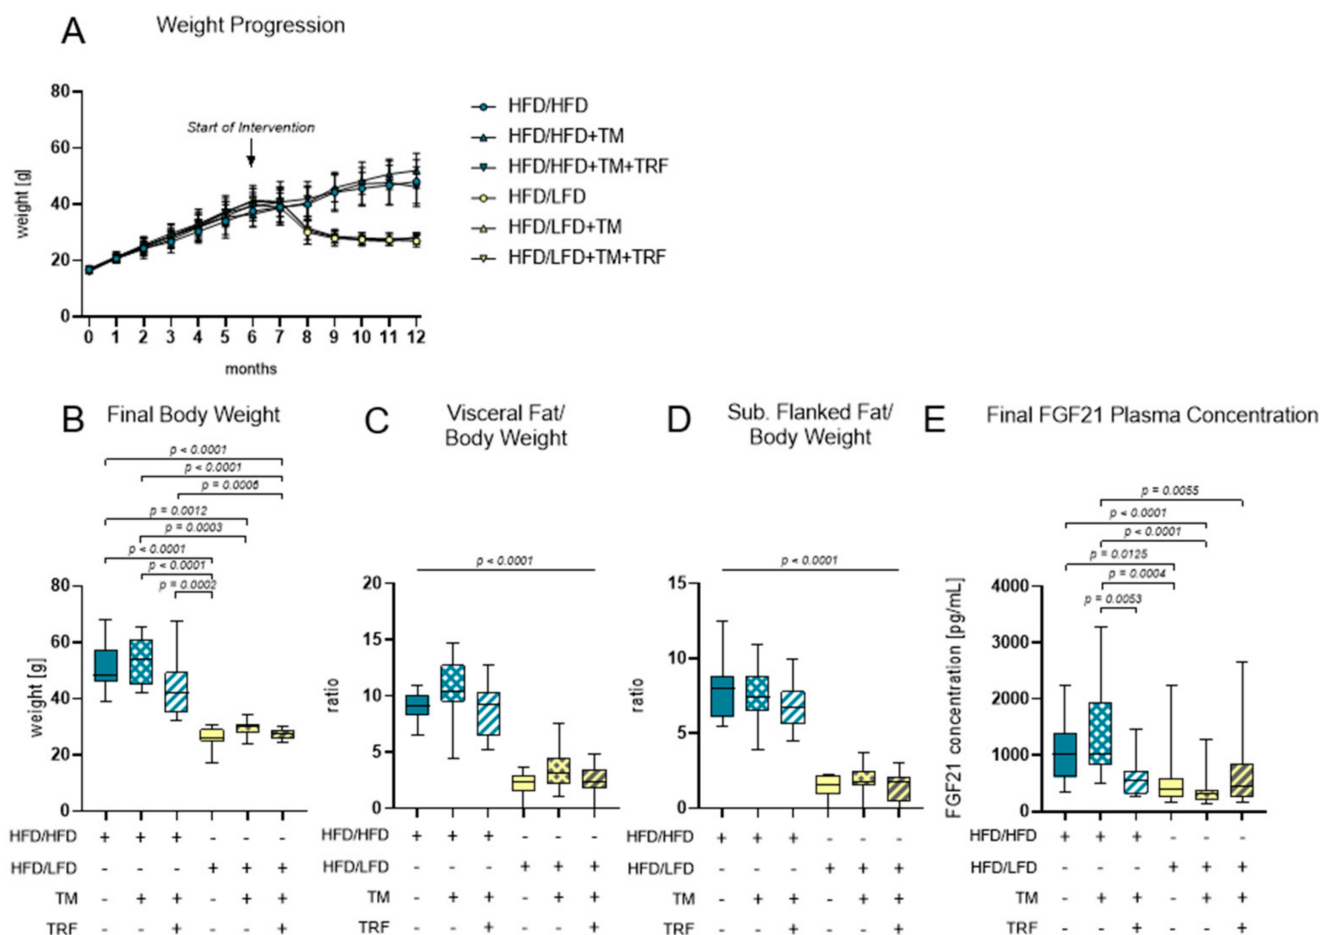 A
Weight Progression
80
60
40
20
0
weight [g]
Start of Intervention
0 1 2 3 4 5 6 7 8 9 10 11 12
months
HFD/HFD
HFD/HFD+TM
HFD/HFD+TM+TRF
HFD/LFD
HFD/LFD+TM
HFD/LFD+TM+TRF
B
Final Body Weight
p < 0.0001
p < 0.0001
p = 0.0006
p = 0.0012
p = 0.0003
p < 0.0001
p < 0.0001
p = 0.0002
80
60
40
20
0
weight [g]
HFD/HFD + + + - - -
HFD/LFD - - - + + +
TM - + + - + +
TRF - - + - - +
C
Visceral Fat/
Body Weight
p < 0.0001
20
15
10
5
0
ratio
HFD/HFD + + + - - -
HFD/LFD - - - + + +
TM - + + - + +
TRF - - + - - +
D
Sub. Flanked Fat/
Body Weight
p < 0.0001
15
10
5
0
ratio
HFD/HFD + + + - - -
HFD/LFD - - - + + +
TM - + + - + +
TRF - - + - - +
E
Final FGF21 Plasma Concentration
p = 0.0055
p < 0.0001
p < 0.0001
p = 0.0125
p = 0.0004
p = 0.0053
4000
3000
2000
1000
0
FGF21 concentration [pg/mL]
HFD/HFD + + + - - -
HFD/LFD - - - + + +
TM - + + - + +
TRF - - + - - +